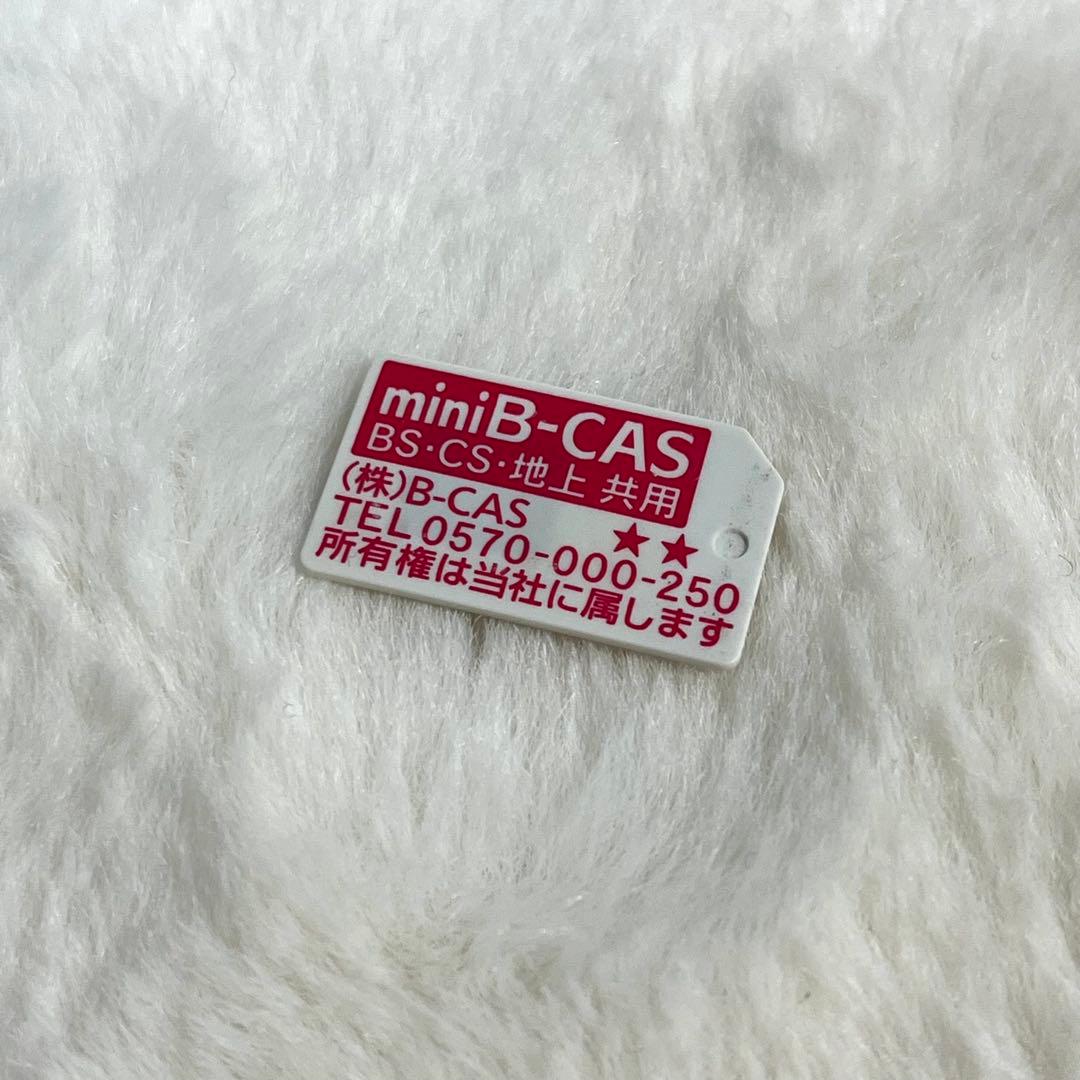 miniB-CAS
BS・CS・地上 共用
(株)B-CAS ★★
TEL 0570-000-250
所有権は当社に属します